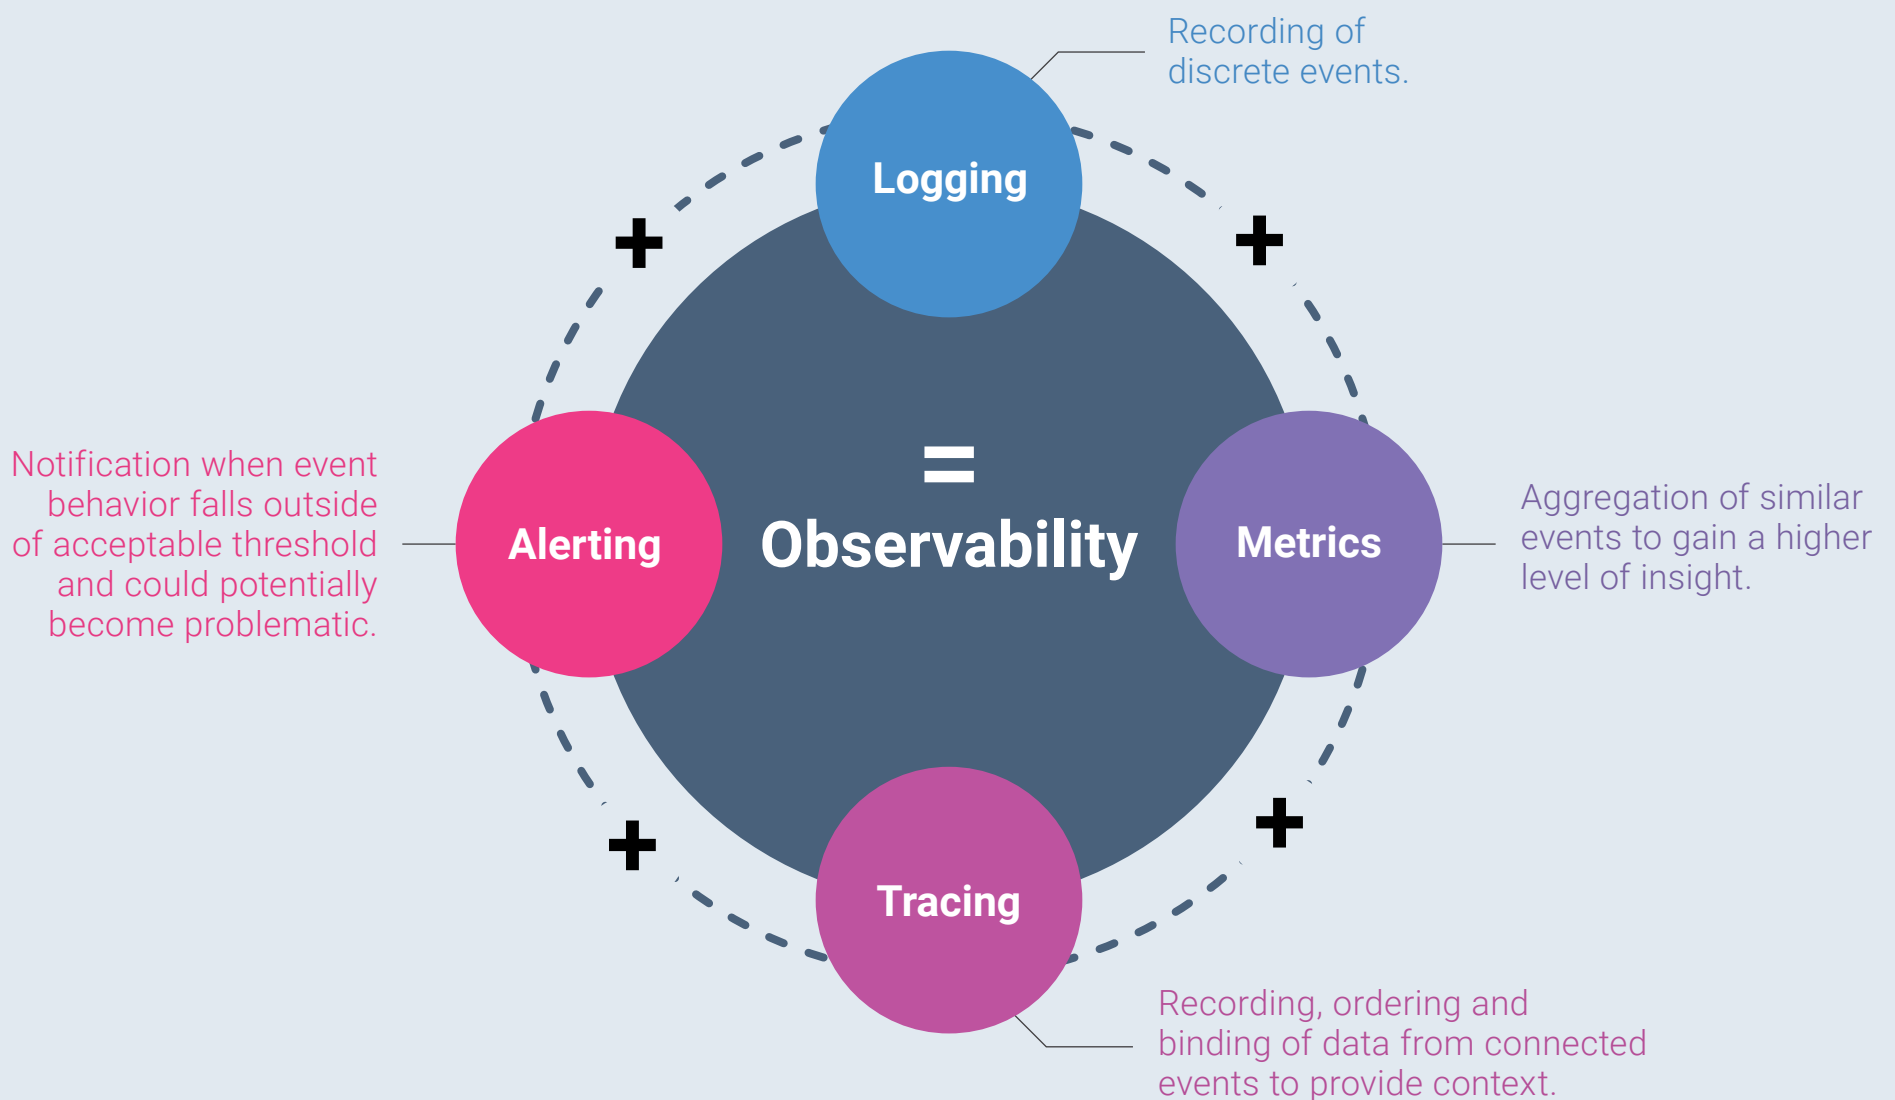 Recording of
discrete events.
Logging
+
+
Notification when event
behavior falls outside
of acceptable threshold
and could potentially
become problematic.
Alerting
=
Observability
Metrics
Aggregation of similar
events to gain a higher
level of insight.
+
+
Tracing
Recording, ordering and
binding of data from connected
events to provide context.